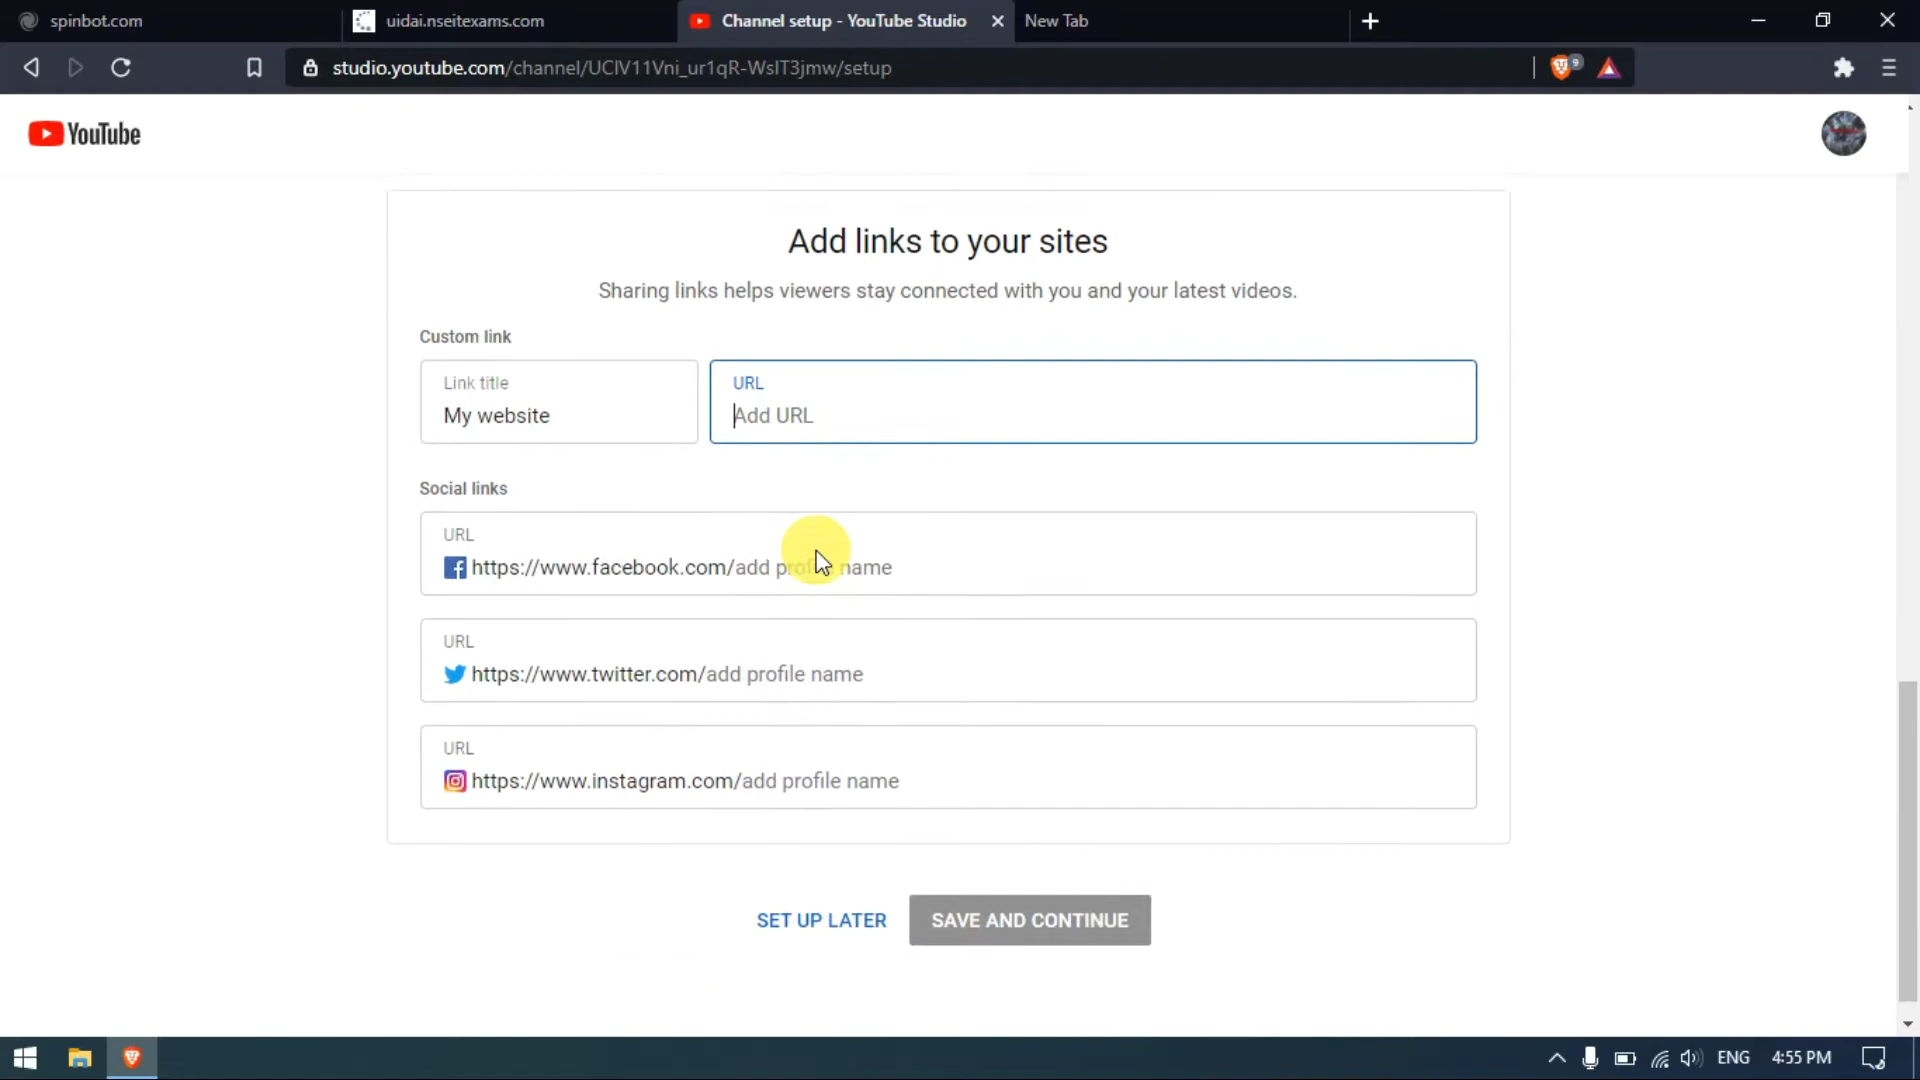 spinbot.com
uidai.nseitexams.com
Channel setup - YouTube Studio
New Tab
studio.youtube.com/channel/UClV11Vni_ur1qR-WsIT3jmw/setup
9
YouTube
Add links to your sites
Sharing links helps viewers stay connected with you and your latest videos.
Custom link
Link title
My website
URL
Add URL
Social links
URL
https://www.facebook.com/add profile name
URL
https://www.twitter.com/add profile name
URL
https://www.instagram.com/add profile name
SET UP LATER
SAVE AND CONTINUE
ENG
4:55 PM